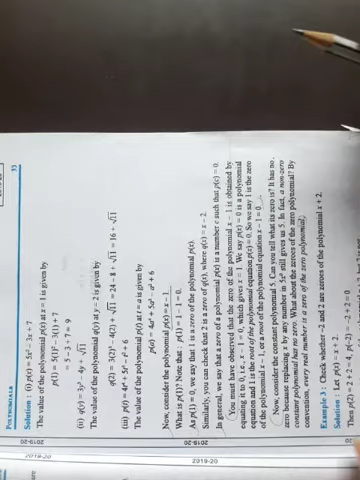 POLYNOMIALS 33
Solution : (i) p(x) = 5x² – 3x + 7
The value of the polynomial p(x) at x = 1 is given by
p(1) = 5(1)² – 3(1) + 7
= 5 – 3 + 7 = 9
(ii) q(y) = 3y³ – 4y + √11
The value of the polynomial q(y) at y = 2 is given by
q(2) = 3(2)³ – 4(2) + √11 = 24 – 8 + √11 = 16 + √11
(iii) p(t) = 4t⁴ + 5t³ – t² + 6
The value of the polynomial p(t) at t = a is given by
p(a) = 4a⁴ + 5a³ – a² + 6
Now, consider the polynomial p(x) = x – 1.
What is p(1)? Note that : p(1) = 1 – 1 = 0.
As p(1) = 0, we say that 1 is a zero of the polynomial p(x).
Similarly, you can check that 2 is a zero of q(x), where q(x) = x – 2.
In general, we say that a zero of a polynomial p(x) is a number c such that p(c) = 0.
You must have observed that the zero of the polynomial x – 1 is obtained by
equating it to 0, i.e., x – 1 = 0, which gives x = 1. We say p(x) = 0 is a polynomial
equation and 1 is the root of the polynomial equation p(x) = 0. So we say 1 is the zero
of the polynomial x – 1, or a root of the polynomial equation x – 1 = 0.
Now, consider the constant polynomial 5. Can you tell what its zero is? It has no
zero because replacing x by any number in 5x⁰ still gives us 5. In fact, a non-zero
constant polynomial has no zero. What about the zeroes of the zero polynomial? By
convention, every real number is a zero of the zero polynomial.
Example 3 : Check whether –2 and 2 are zeroes of the polynomial x + 2.
Solution : Let p(x) = x + 2.
Then p(2) = 2 + 2 = 4, p(–2) = –2 + 2 = 0
2019-20
2019-20
2019-20
2019-20